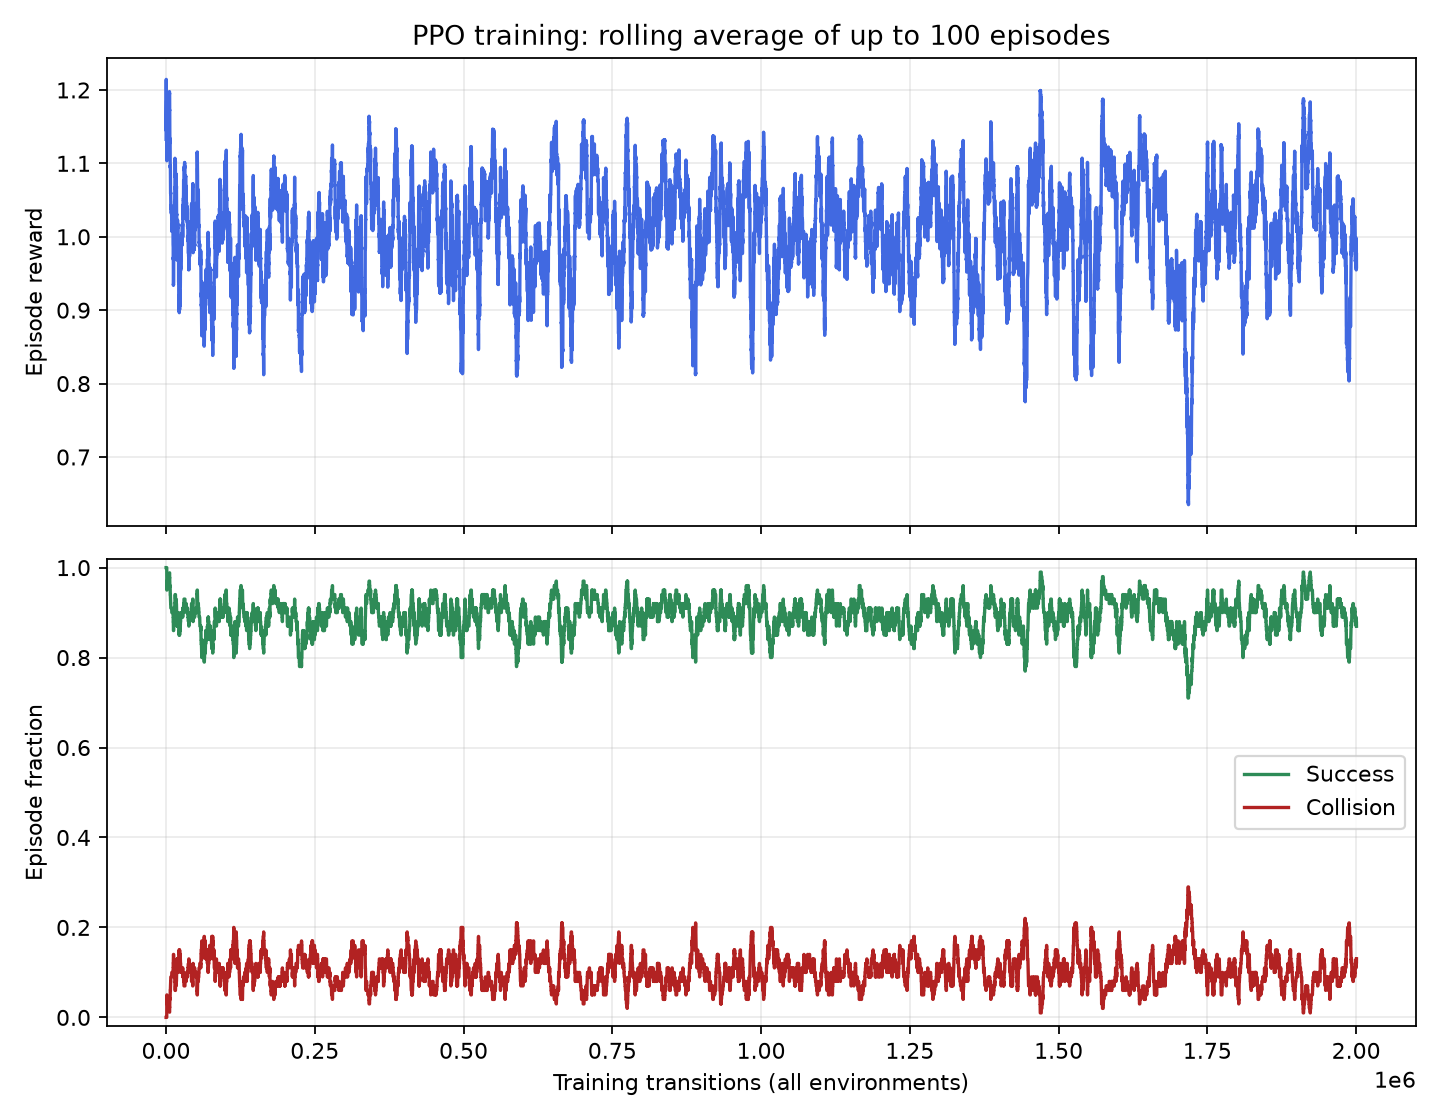 PPO training: rolling average of up to 100 episodes
Episode reward
1.2
1.1
1.0
0.9
0.8
0.7
Episode fraction
1.0
0.8
0.6
0.4
0.2
0.0
Success
Collision
0.00 0.25 0.50 0.75 1.00 1.25 1.50 1.75 2.00
1e6
Training transitions (all environments)